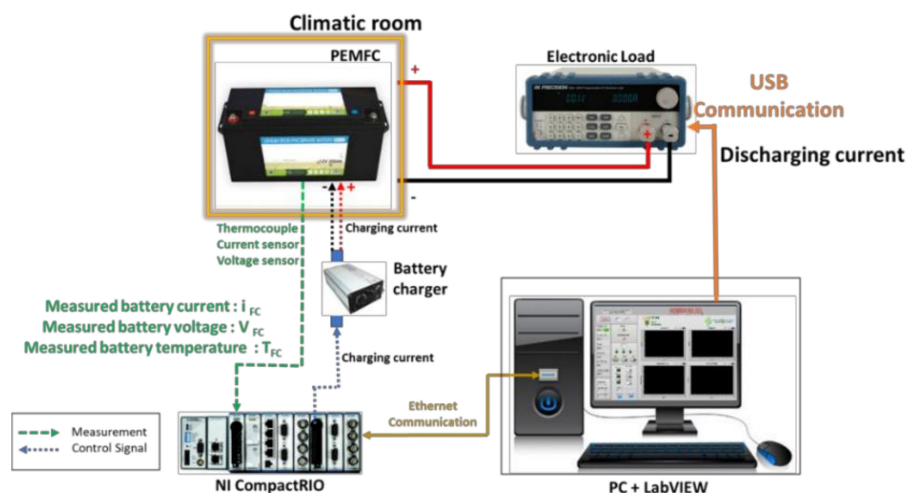 Climatic room
PEMFC
+
Electronic Load
USB
Communication
Discharging current
+
-
-
- +
Thermocouple
Current sensor
Voltage sensor
Charging current
Battery
charger
Measured battery current : i FC
Measured battery voltage : V FC
Measured battery temperature : TFC
Charging current
Ethernet
Communication
Measurement
Control Signal
NI CompactRIO
PC + LabVIEW